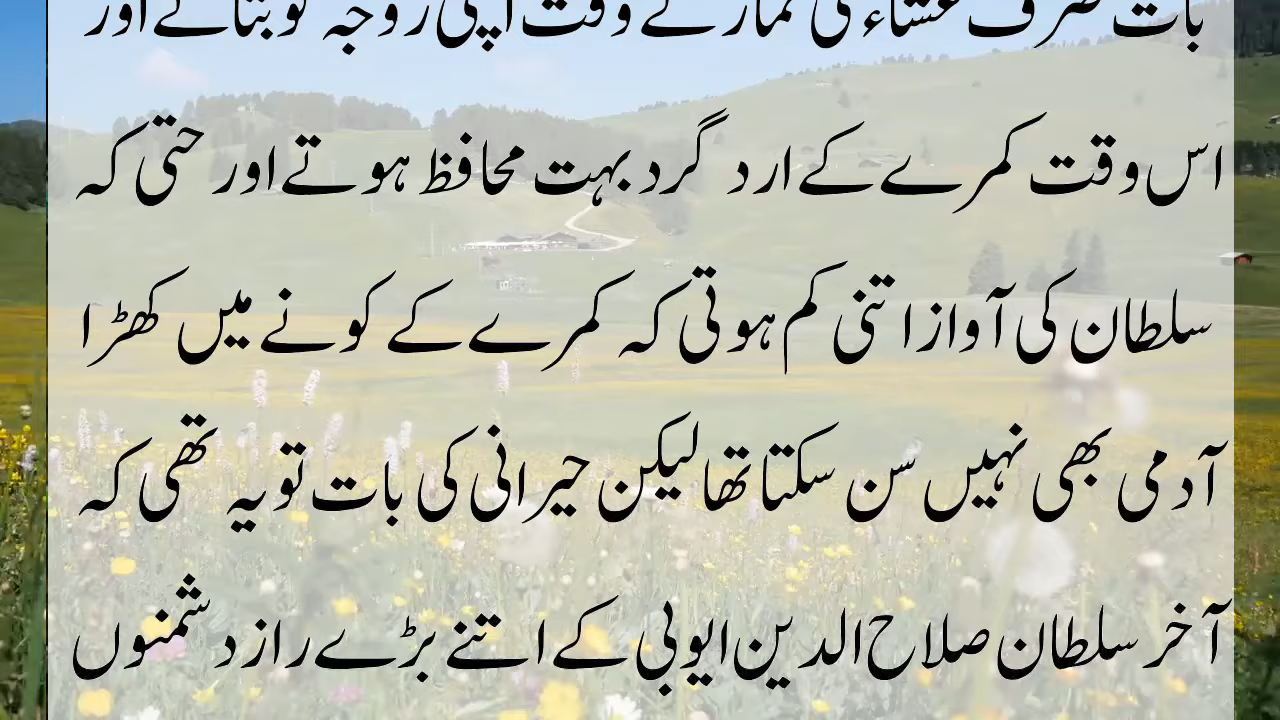 بات صرف عشاء کی نماز کے وقت اپنی زوجہ کو بتاتے اور
اس وقت کمرے کے ارد گرد بہت محافظ ہوتے اور حتیٰ کہ
سلطان کی آواز اتنی کم ہوتی کہ کمرے کے کونے میں کھڑا
آدمی بھی نہیں سن سکتا تھا لیکن حیرانی کی بات تو یہ تھی کہ
آخر سلطان صلاح الدین ایوبی کے اتنے بڑے راز دشمنوں